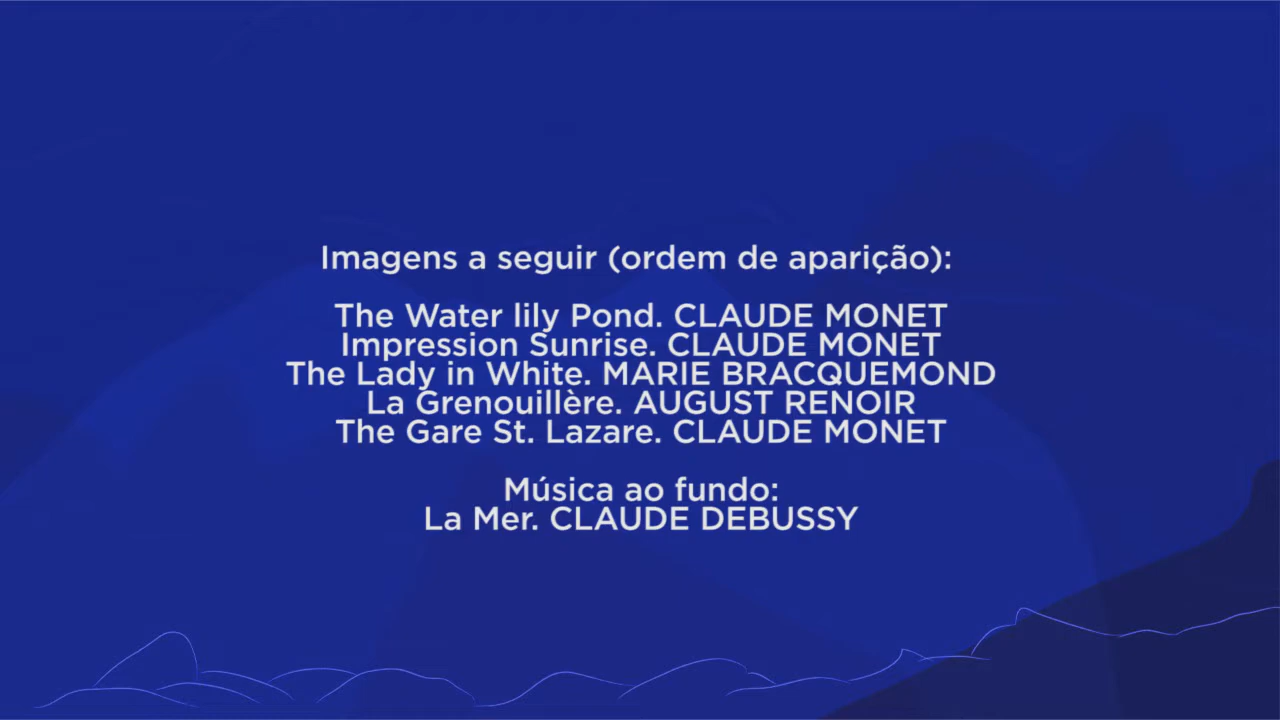 Imagens a seguir (ordem de aparição):
The Water lily Pond. CLAUDE MONET
Impression Sunrise. CLAUDE MONET
The Lady in White. MARIE BRACQUEMOND
La Grenouillère. AUGUST RENOIR
The Gare St. Lazare. CLAUDE MONET
Música ao fundo:
La Mer. CLAUDE DEBUSSY